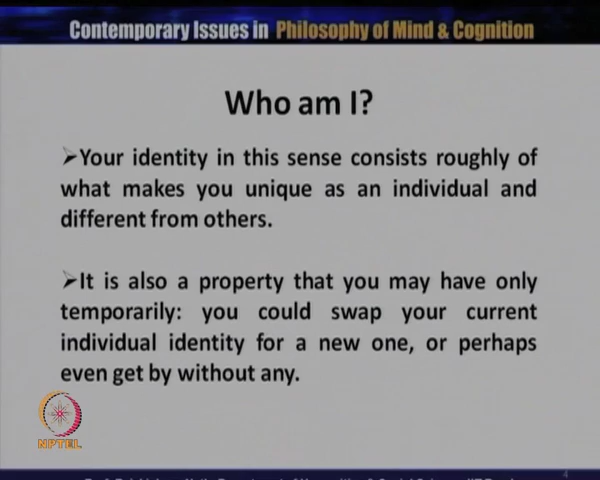 Contemporary Issues in Philosophy of Mind & Cognition
Who am I?
➢Your identity in this sense consists roughly of
what makes you unique as an individual and
different from others.
➢It is also a property that you may have only
temporarily: you could swap your current
individual identity for a new one, or perhaps
even get by without any.
NPTEL
4